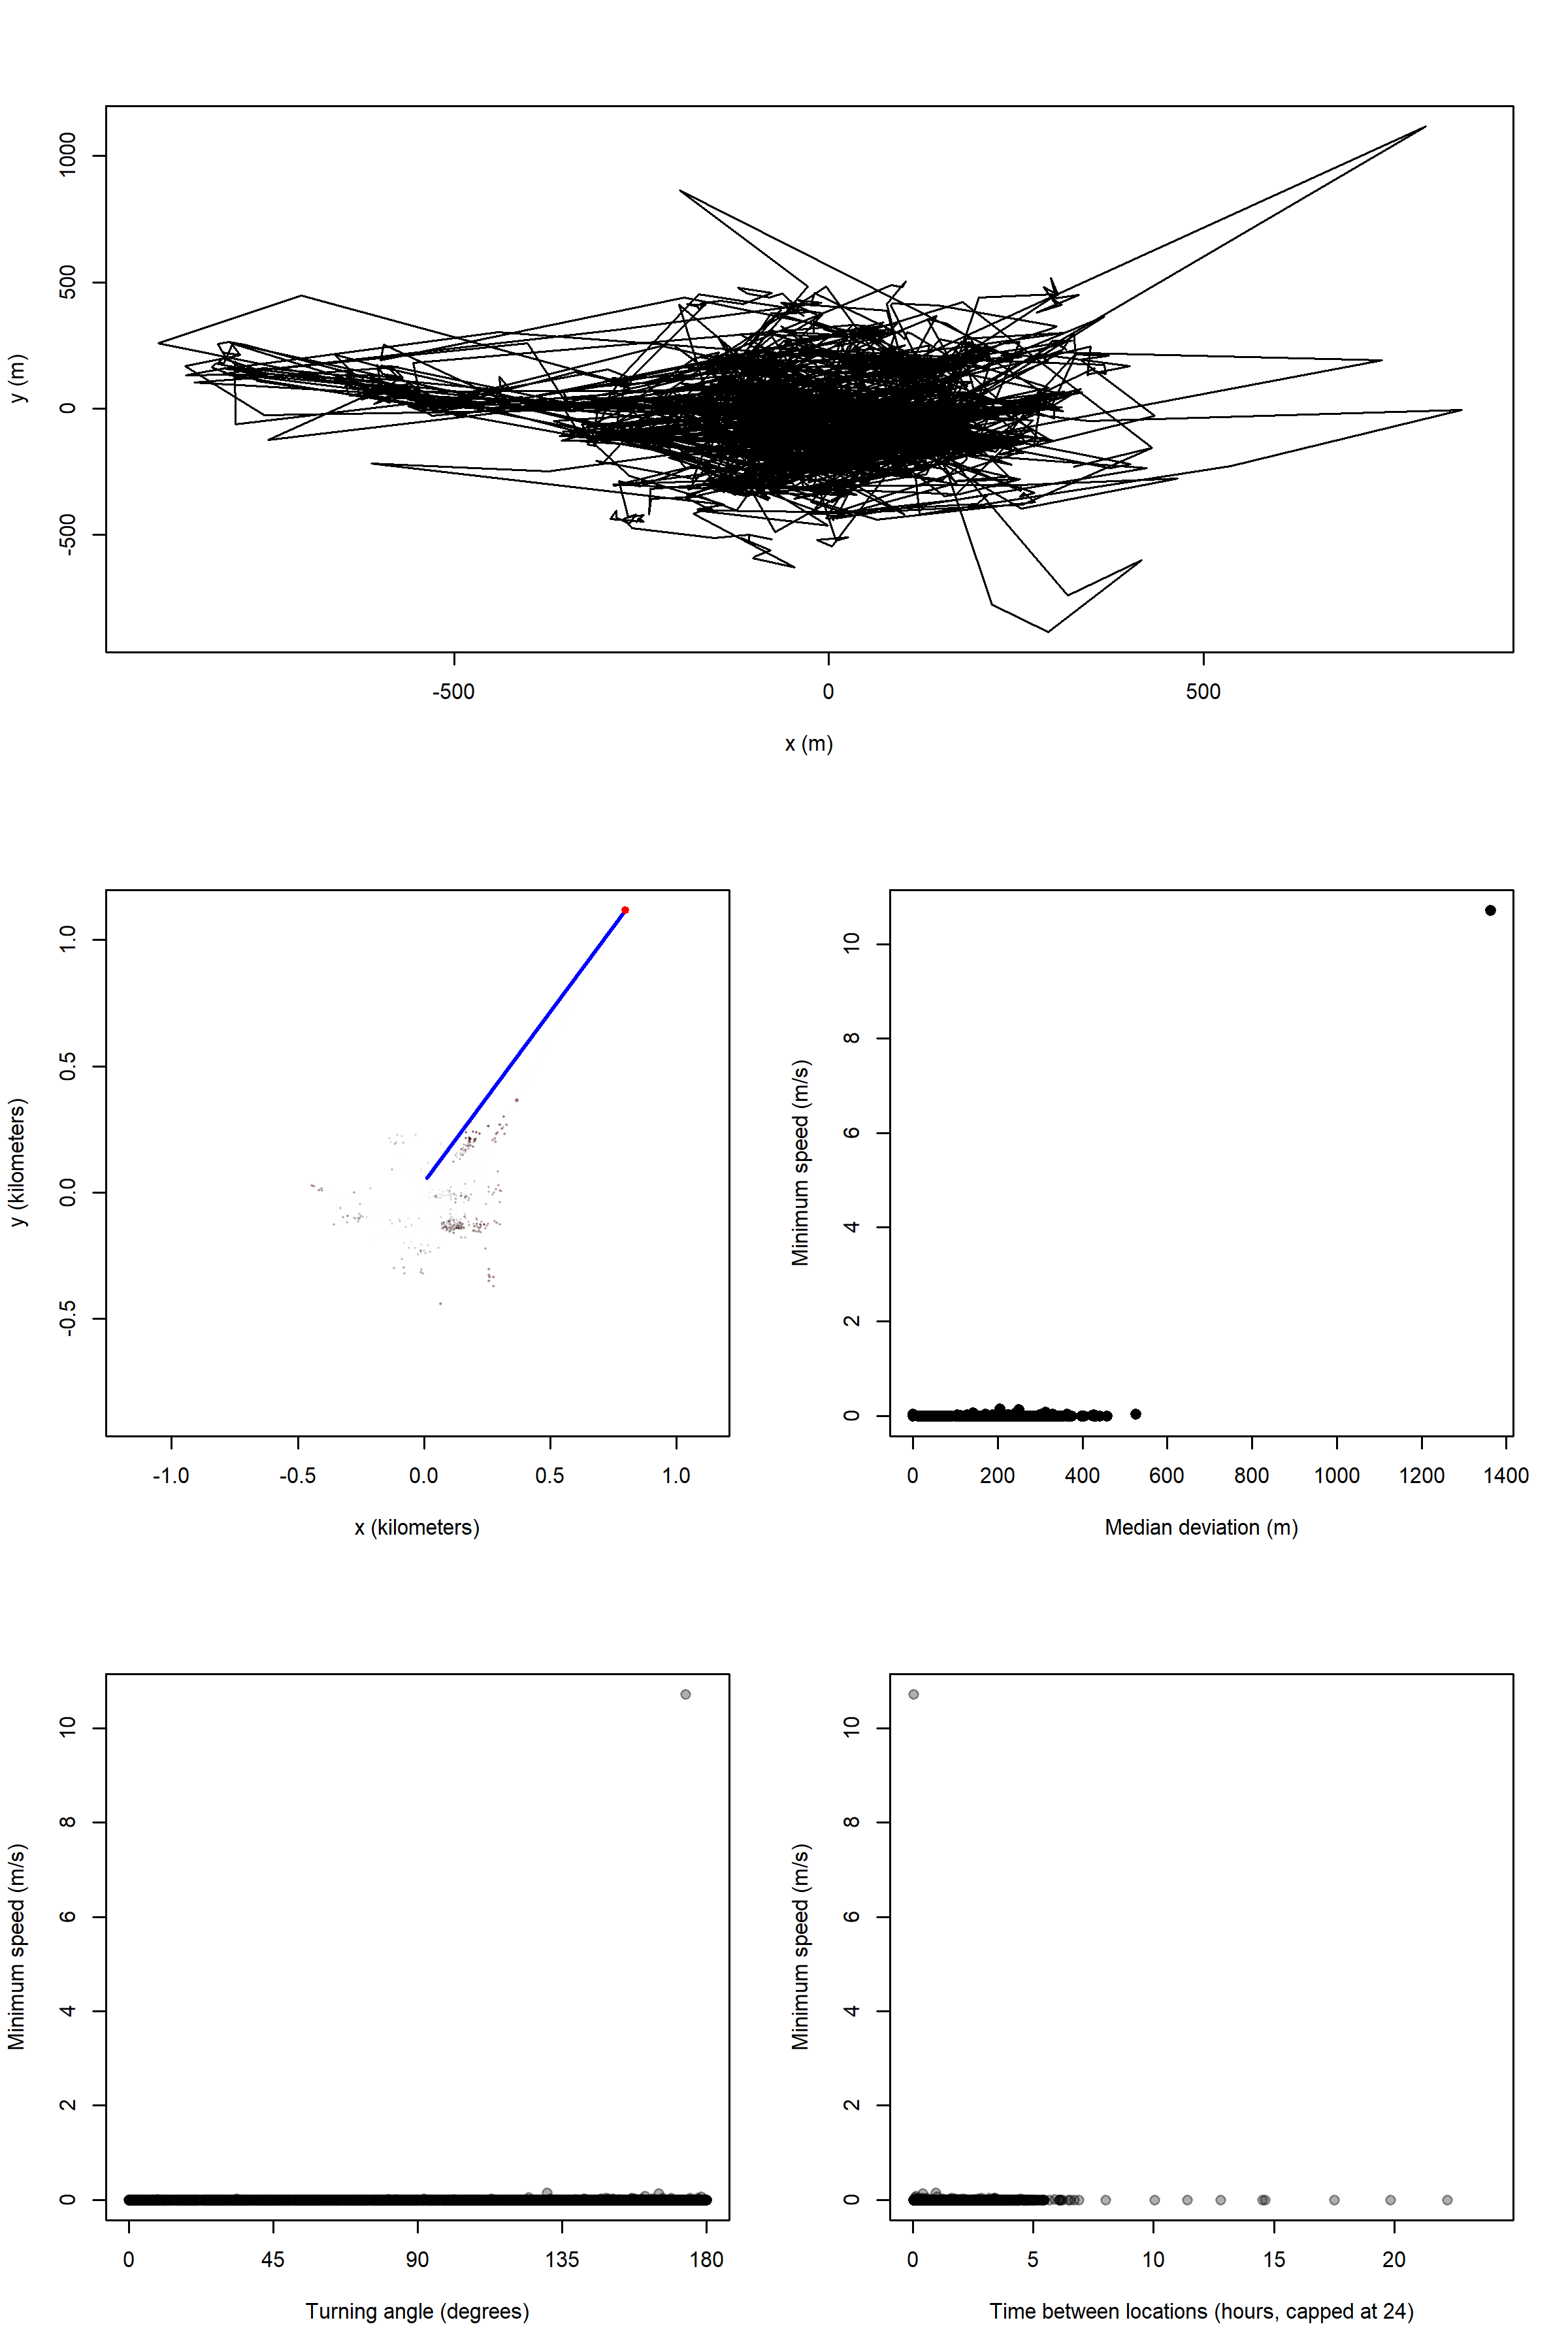 1000
500
0
-500
y (m)
-500 0 500
x (m)
1.0
0.5
0.0
-0.5
y (kilometers)
-1.0 -0.5 0.0 0.5 1.0
x (kilometers)
10
8
6
4
2
0
Minimum speed (m/s)
0 200 400 600 800 1000 1200 1400
Median deviation (m)
10
8
6
4
2
0
Minimum speed (m/s)
0 45 90 135 180
Turning angle (degrees)
10
8
6
4
2
0
Minimum speed (m/s)
0 5 10 15 20
Time between locations (hours, capped at 24)